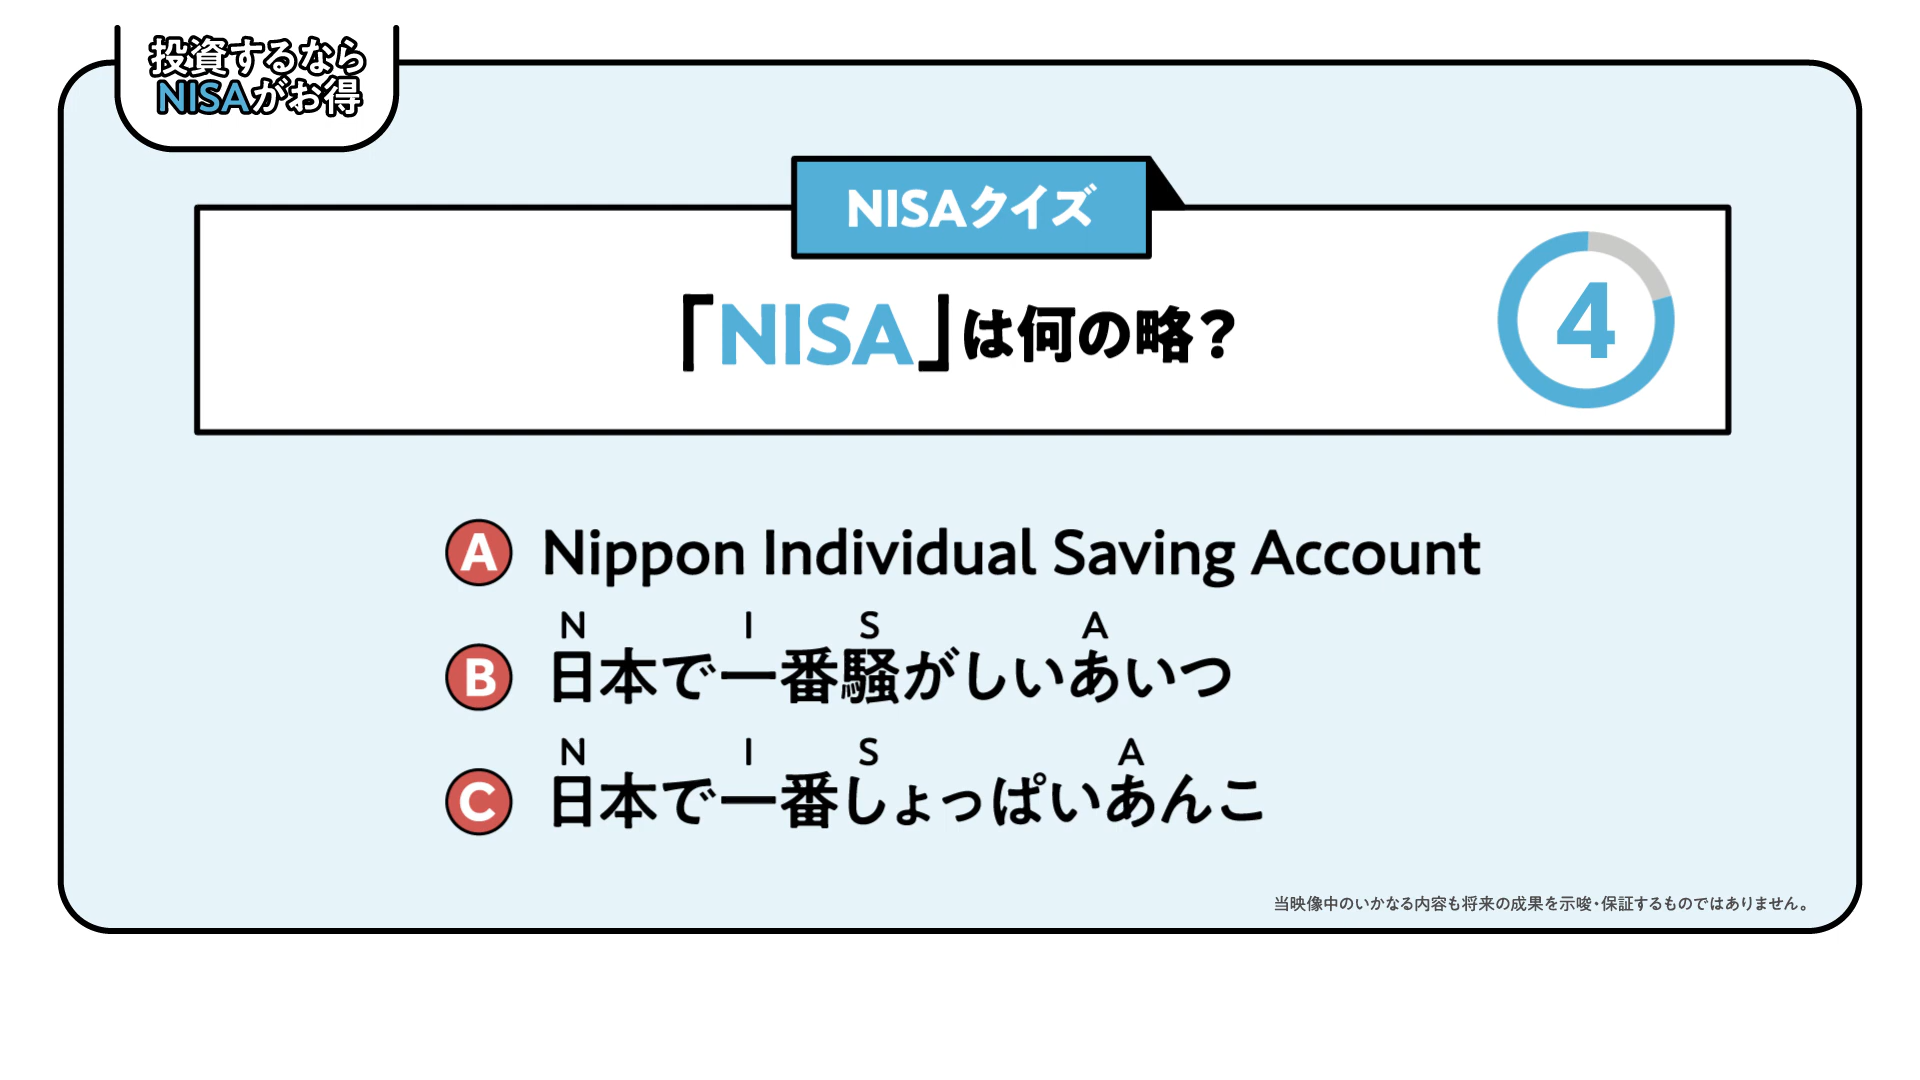 投資するなら
NISAがお得
NISAクイズ
「NISA」は何の略？
4
A Nippon Individual Saving Account
N I S A
B 日本で一番騒がしいあいつ
N I S A
C 日本で一番しょっぱいあんこ
当映像中のいかなる内容も将来の成果を示唆・保証するものではありません。